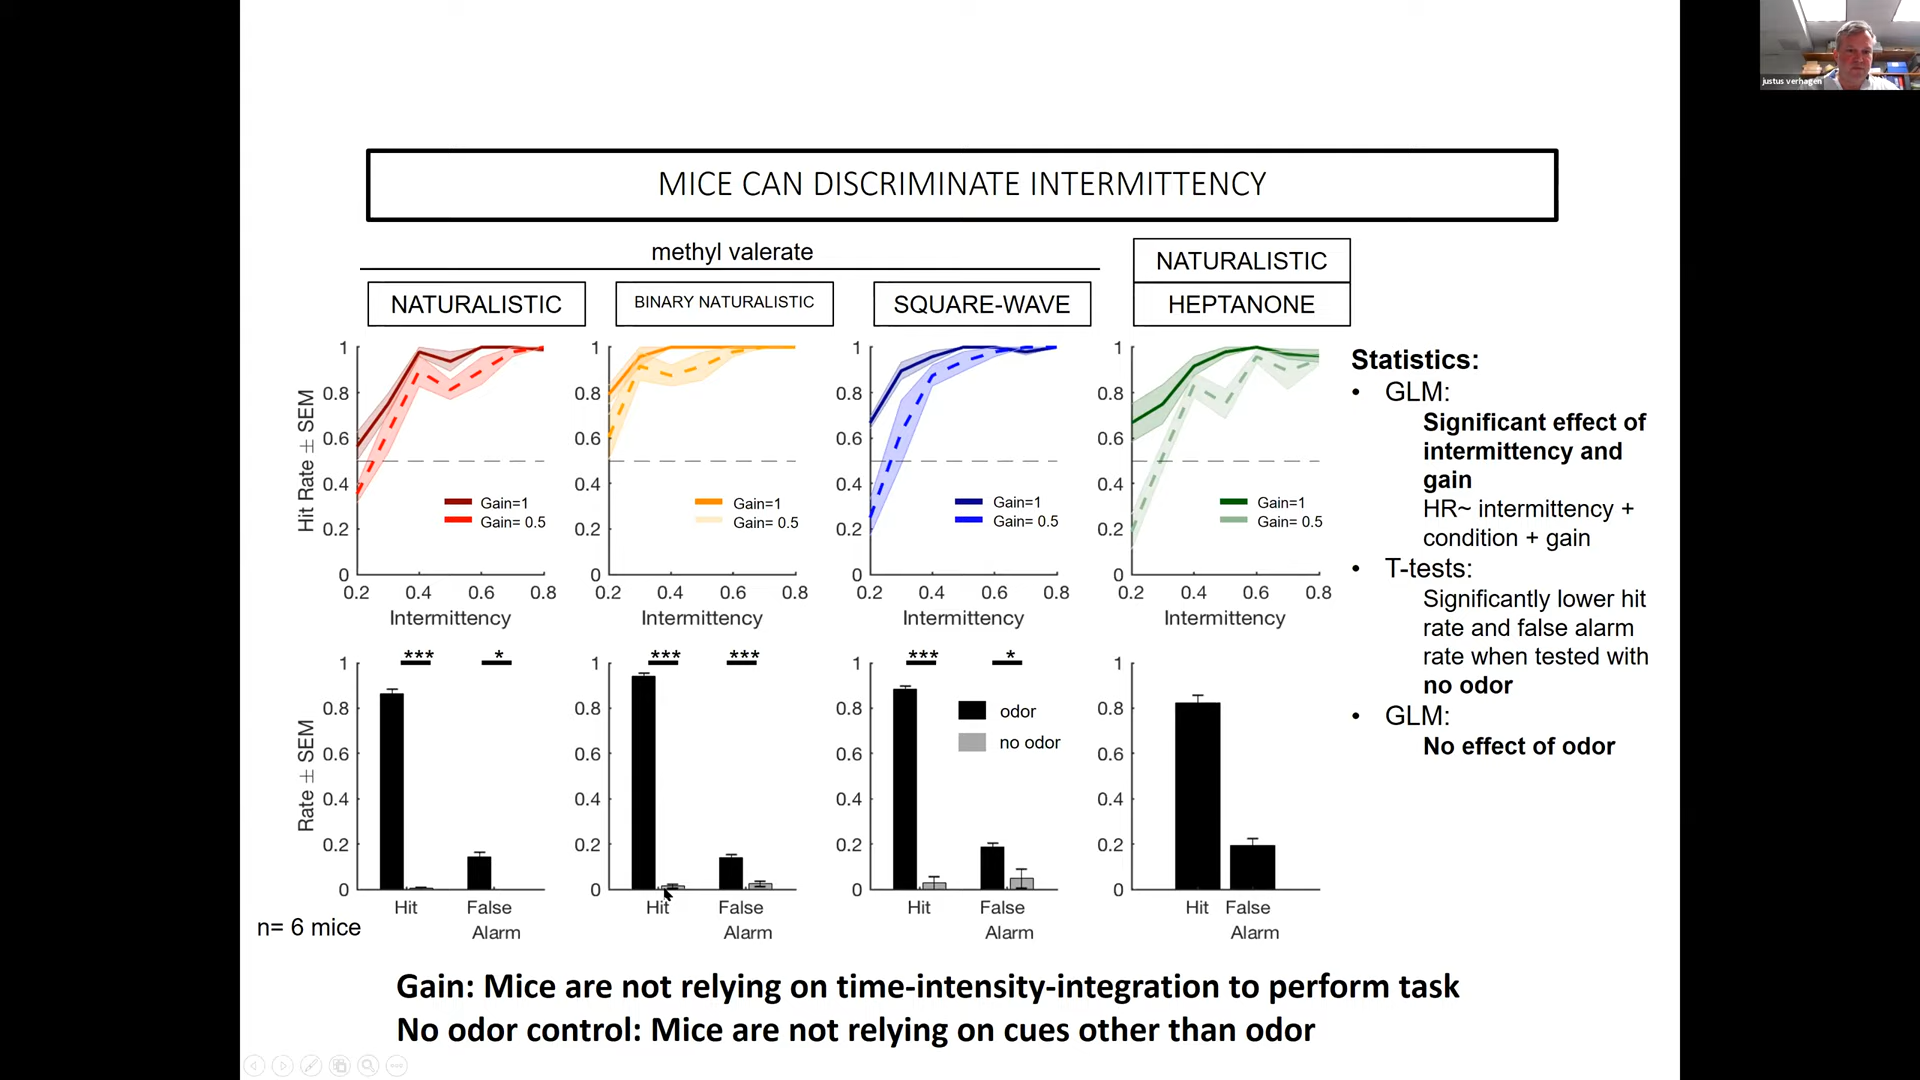 justus verhagen
MICE CAN DISCRIMINATE INTERMITTENCY
methyl valerate
NATURALISTIC
BINARY NATURALISTIC
SQUARE-WAVE
NATURALISTIC
HEPTANONE
Hit Rate ± SEM
1
0.8
0.6
0.4
0.2
0
Gain=1
Gain= 0.5
0.2 0.4 0.6 0.8
Intermittency
1
0.8
0.6
0.4
0.2
0
Gain=1
Gain= 0.5
0.2 0.4 0.6 0.8
Intermittency
1
0.8
0.6
0.4
0.2
0
Gain=1
Gain= 0.5
0.2 0.4 0.6 0.8
Intermittency
1
0.8
0.6
0.4
0.2
0
Gain=1
Gain= 0.5
0.2 0.4 0.6 0.8
Intermittency
Statistics:
• GLM:
Significant effect of
intermittency and
gain
HR~ intermittency +
condition + gain
• T-tests:
Significantly lower hit
rate and false alarm
rate when tested with
no odor
• GLM:
No effect of odor
Rate ± SEM
*** *
1
0.8
0.6
0.4
0.2
0
Hit False
Alarm
*** ***
1
0.8
0.6
0.4
0.2
0
Hit False
Alarm
*** *
1
0.8
0.6
0.4
0.2
0
odor
no odor
Hit False
Alarm
1
0.8
0.6
0.4
0.2
0
Hit False
Alarm
n= 6 mice
Gain: Mice are not relying on time-intensity-integration to perform task
No odor control: Mice are not relying on cues other than odor